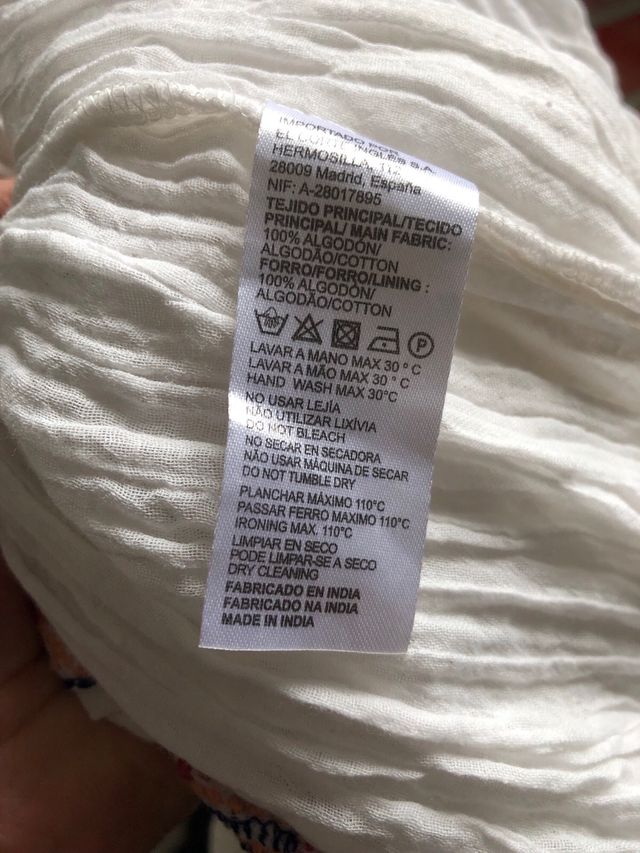 IMPORTADO POR
EL CORTE INGLES S.A.
HERMOSILLA,
28009 Madrid, España
NIF: A-28017895
TEJIDO PRINCIPAL/TECIDO
PRINCIPAL/ MAIN FABRIC:
100% ALGODÓN/
ALGODÃO/COTTON
FORRO/FORRO/LINING :
100% ALGODÓN/
ALGODÃO/COTTON
P
LAVAR A MANO MAX 30 ° C
LAVAR A MÃO MAX 30 ° C
HAND WASH MAX 30°C
NO USAR LEJÍA
NÃO UTILIZAR LIXÍVIA
DO NOT BLEACH
NO SECAR EN SECADORA
NÃO USAR MÁQUINA DE SECAR
DO NOT TUMBLE DRY
PLANCHAR MÁXIMO 110°C
PASSAR FERRO MAXIMO 110°C
IRONING MAX. 110°C
LIMPIAR EN SECO
PODE LIMPAR-SE A SECO
DRY CLEANING
FABRICADO EN INDIA
FABRICADO NA INDIA
MADE IN INDIA